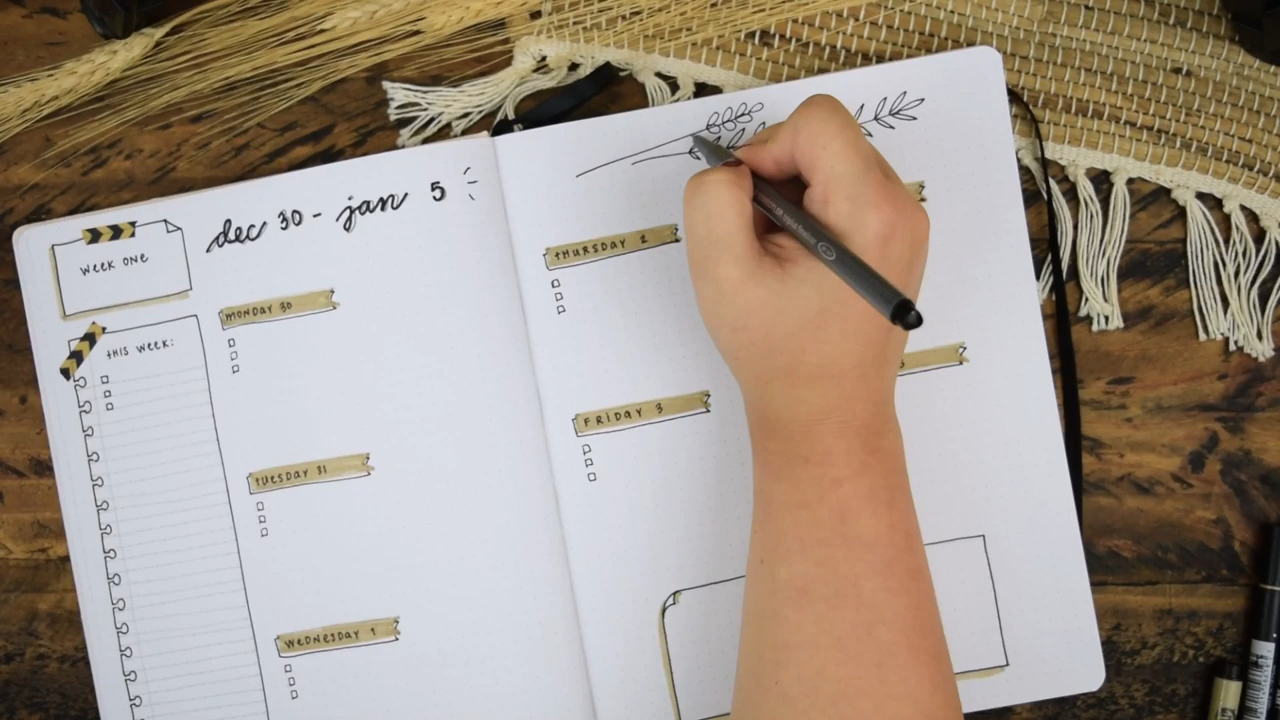 week one
dec 30 - jan 5
tHIS WEEK:
MONDAY 30
tUESDAY 31
WEDNESDAY 1
tHURSDAY 2
FRIDAY 3